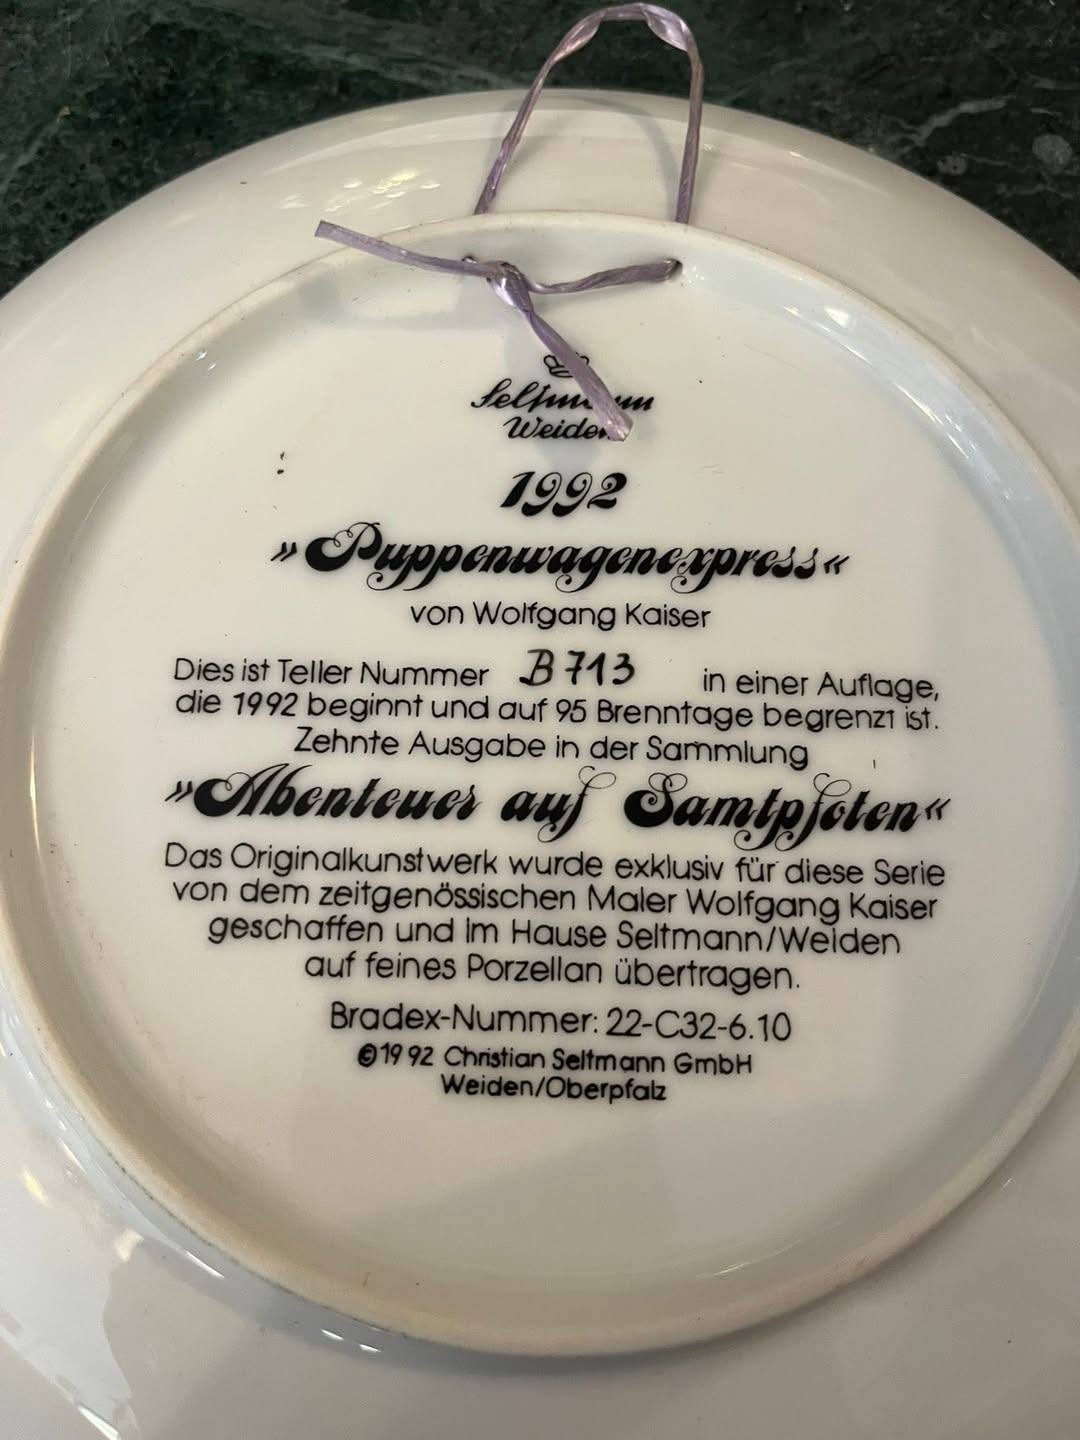 Seltmann
Weiden
1992
»Puppenwagenexpress«
von Wolfgang Kaiser
Dies ist Teller Nummer B 713 in einer Auflage,
die 1992 beginnt und auf 95 Brenntage begrenzt ist.
Zehnte Ausgabe in der Sammlung
»Abenteuer auf Samtpfoten«
Das Originalkunstwerk wurde exklusiv für diese Serie
von dem zeitgenössischen Maler Wolfgang Kaiser
geschaffen und im Hause Seltmann/Weiden
auf feines Porzellan übertragen.
Bradex-Nummer: 22-C32-6.10
©1992 Christian Seltmann GmbH
Weiden/Oberpfalz